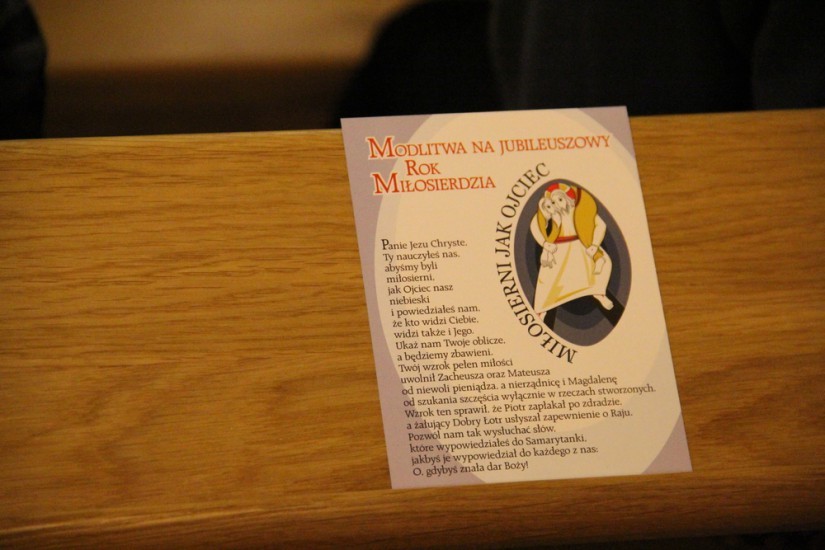 MODLITWA NA JUBILEUSZOWY
ROK
MIŁOSIERDZIA
MIŁOSIERNI JAK OJCIEC
Panie Jezu Chryste,
Ty nauczyłeś nas,
abyśmy byli
miłosierni,
jak Ojciec nasz
niebieski
i powiedziałeś nam,
że kto widzi Ciebie,
widzi także i Jego.
Ukaż nam Twoje oblicze,
a będziemy zbawieni.
Twój wzrok pełen miłości
uwolnił Zacheusza oraz Mateusza
od niewoli pieniądza, a nierządnicę i Magdalenę
od szukania szczęścia wyłącznie w rzeczach stworzonych.
Wzrok ten sprawił, że Piotr zapłakał po zdradzie,
a żałujący Dobry Łotr usłyszał zapewnienie o Raju.
Pozwól nam tak wysłuchać słów,
które wypowiedziałeś do Samarytanki,
jakbyś je wypowiedział do każdego z nas:
O, gdybyś znała dar Boży!